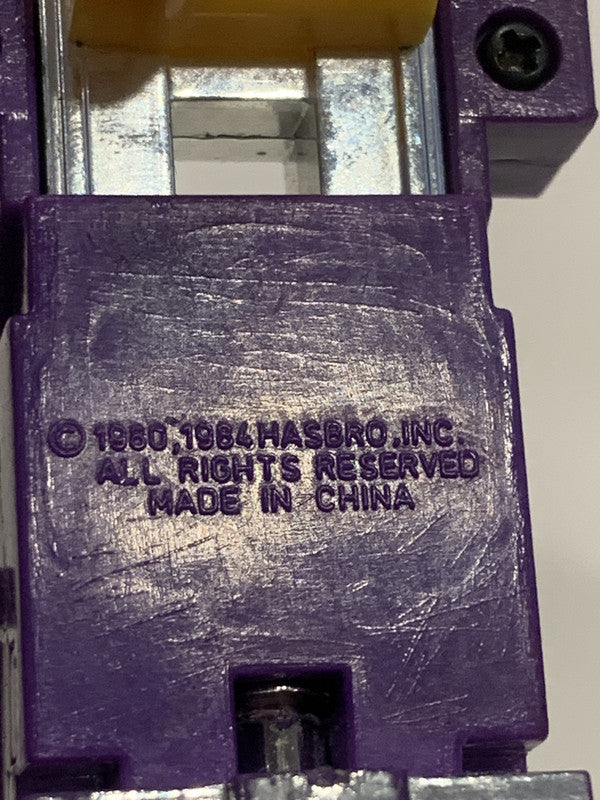 © 1980, 1984 HASBRO, INC.
ALL RIGHTS RESERVED
MADE IN CHINA